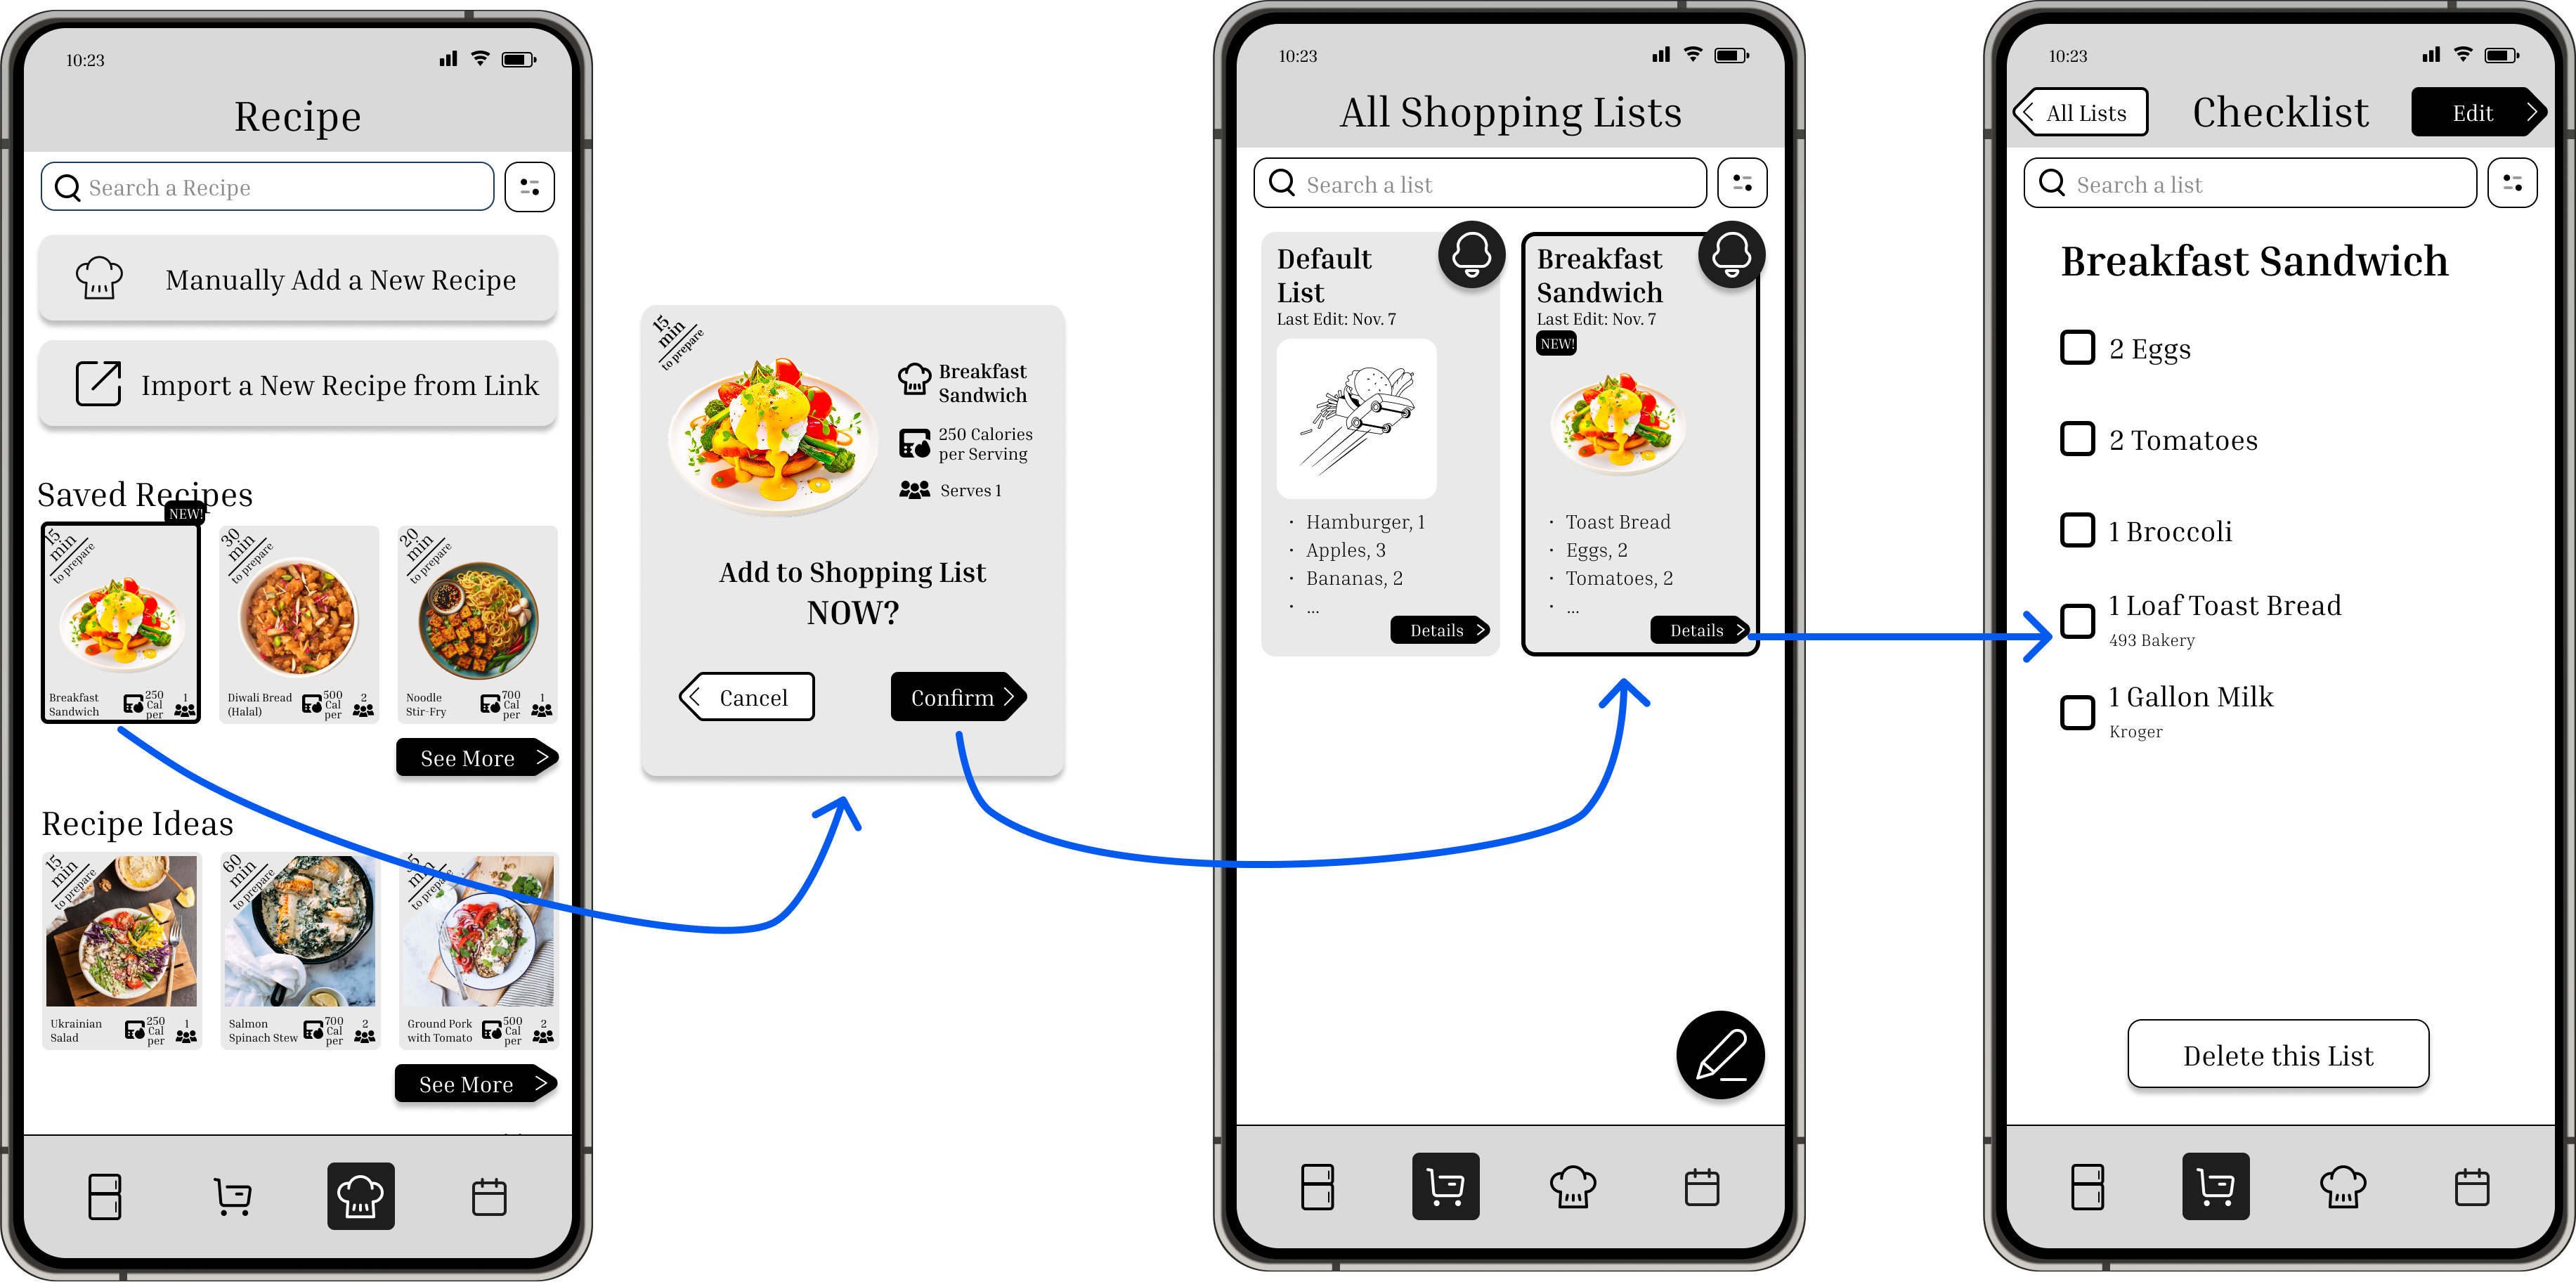 10:23
Recipe
Search a Recipe
Manually Add a New Recipe
Import a New Recipe from Link
Saved Recipes
NEW!
15
min
to prepare
Breakfast
Sandwich
250
Cal
per
1
30
min
to prepare
Diwali Bread
(Halal)
500
Cal
per
2
20
min
to prepare
Noodle
Stir-Fry
700
Cal
per
1
See More
Recipe Ideas
15
min
to prepare
Ukrainian
Salad
250
Cal
per
1
60
min
to prepare
Salmon
Spinach Stew
700
Cal
per
2
min
to prepare
Ground Pork
with Tomato
500
Cal
per
2
See More
15
min
to prepare
Breakfast
Sandwich
250 Calories
per Serving
Serves 1
Add to Shopping List
NOW?
Cancel
Confirm
10:23
All Shopping Lists
Search a list
Default
List
Last Edit: Nov. 7
· Hamburger, 1
· Apples, 3
· Bananas, 2
· ...
Details
Breakfast
Sandwich
Last Edit: Nov. 7
NEW!
· Toast Bread
· Eggs, 2
· Tomatoes, 2
· ...
Details
10:23
All Lists
Checklist
Edit
Search a list
Breakfast Sandwich
2 Eggs
2 Tomatoes
1 Broccoli
1 Loaf Toast Bread
493 Bakery
1 Gallon Milk
Kroger
Delete this List